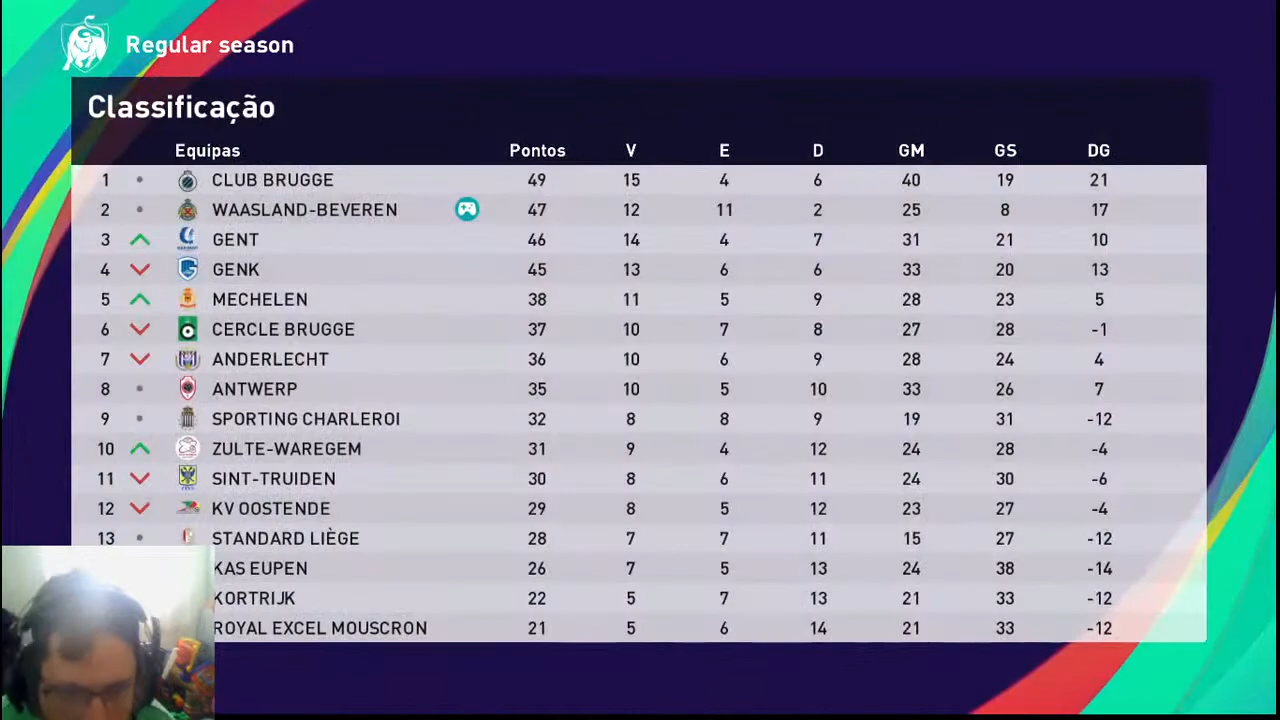 Regular season
Classificação
Equipas Pontos V E D GM GS DG
1 CLUB BRUGGE 49 15 4 6 40 19 21
2 WAASLAND-BEVEREN 47 12 11 2 25 8 17
3 GENT 46 14 4 7 31 21 10
4 GENK 45 13 6 6 33 20 13
5 MECHELEN 38 11 5 9 28 23 5
6 CERCLE BRUGGE 37 10 7 8 27 28 -1
7 ANDERLECHT 36 10 6 9 28 24 4
8 ANTWERP 35 10 5 10 33 26 7
9 SPORTING CHARLEROI 32 8 8 9 19 31 -12
10 ZULTE-WAREGEM 31 9 4 12 24 28 -4
11 SINT-TRUIDEN 30 8 6 11 24 30 -6
12 KV OOSTENDE 29 8 5 12 23 27 -4
13 STANDARD LIÈGE 28 7 7 11 15 27 -12
KAS EUPEN 26 7 5 13 24 38 -14
KORTRIJK 22 5 7 13 21 33 -12
ROYAL EXCEL MOUSCRON 21 5 6 14 21 33 -12